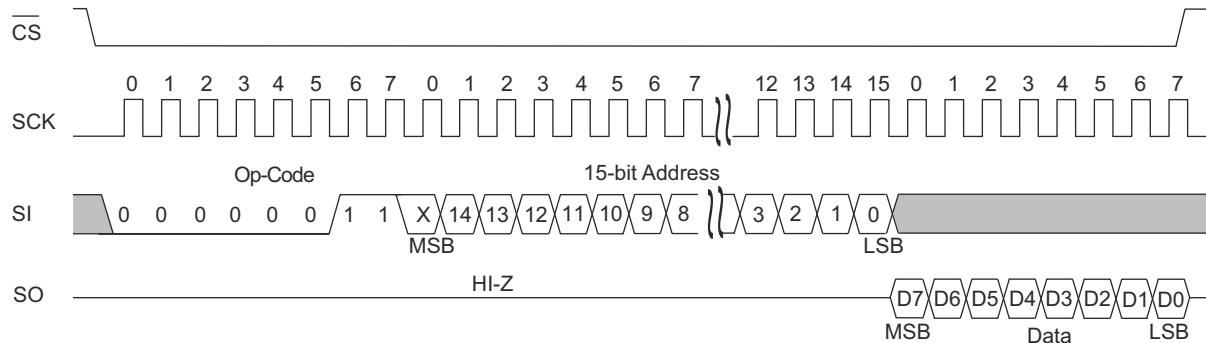 CS
0 1 2 3 4 5 6 7 0 1 2 3 4 5 6 7 12 13 14 15 0 1 2 3 4 5 6 7
SCK
Op-Code 15-bit Address
SI 0 0 0 0 0 0 1 1 X 14 13 12 11 10 9 8 3 2 1 0
MSB LSB
HI-Z
SO D7 D6 D5 D4 D3 D2 D1 D0
MSB Data LSB